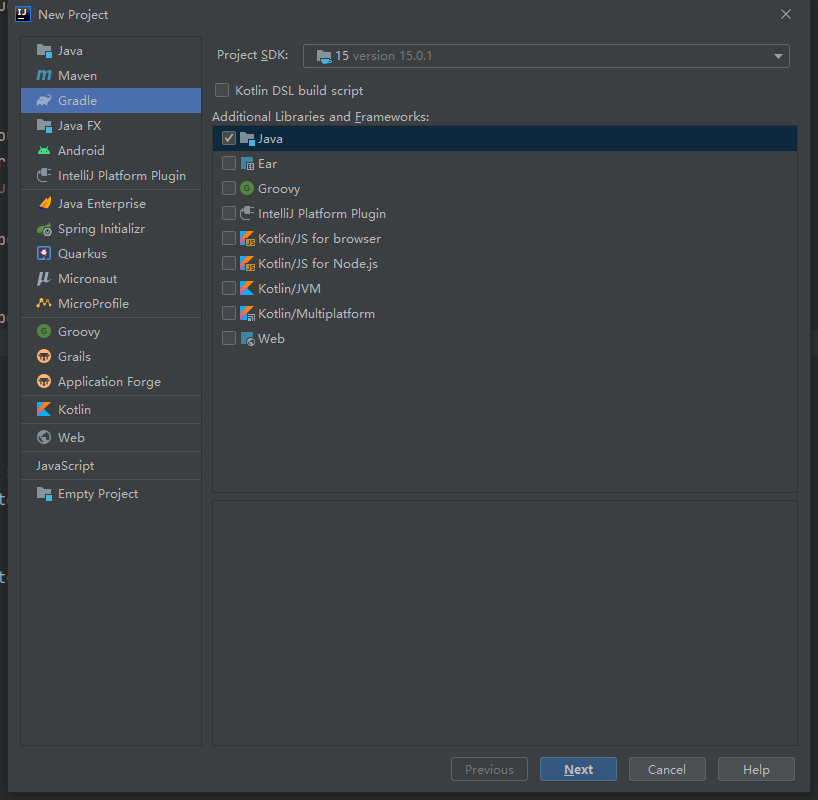 New Project
Java
Maven
Gradle
Java FX
Android
IntelliJ Platform Plugin
Java Enterprise
Spring Initializr
Quarkus
Micronaut
MicroProfile
Groovy
Grails
Application Forge
Kotlin
Web
JavaScript
Empty Project
Project SDK: 15 version 15.0.1
Kotlin DSL build script
Additional Libraries and Frameworks:
Java
Ear
Groovy
IntelliJ Platform Plugin
Kotlin/JS for browser
Kotlin/JS for Node.js
Kotlin/JVM
Kotlin/Multiplatform
Web
Previous Next Cancel Help